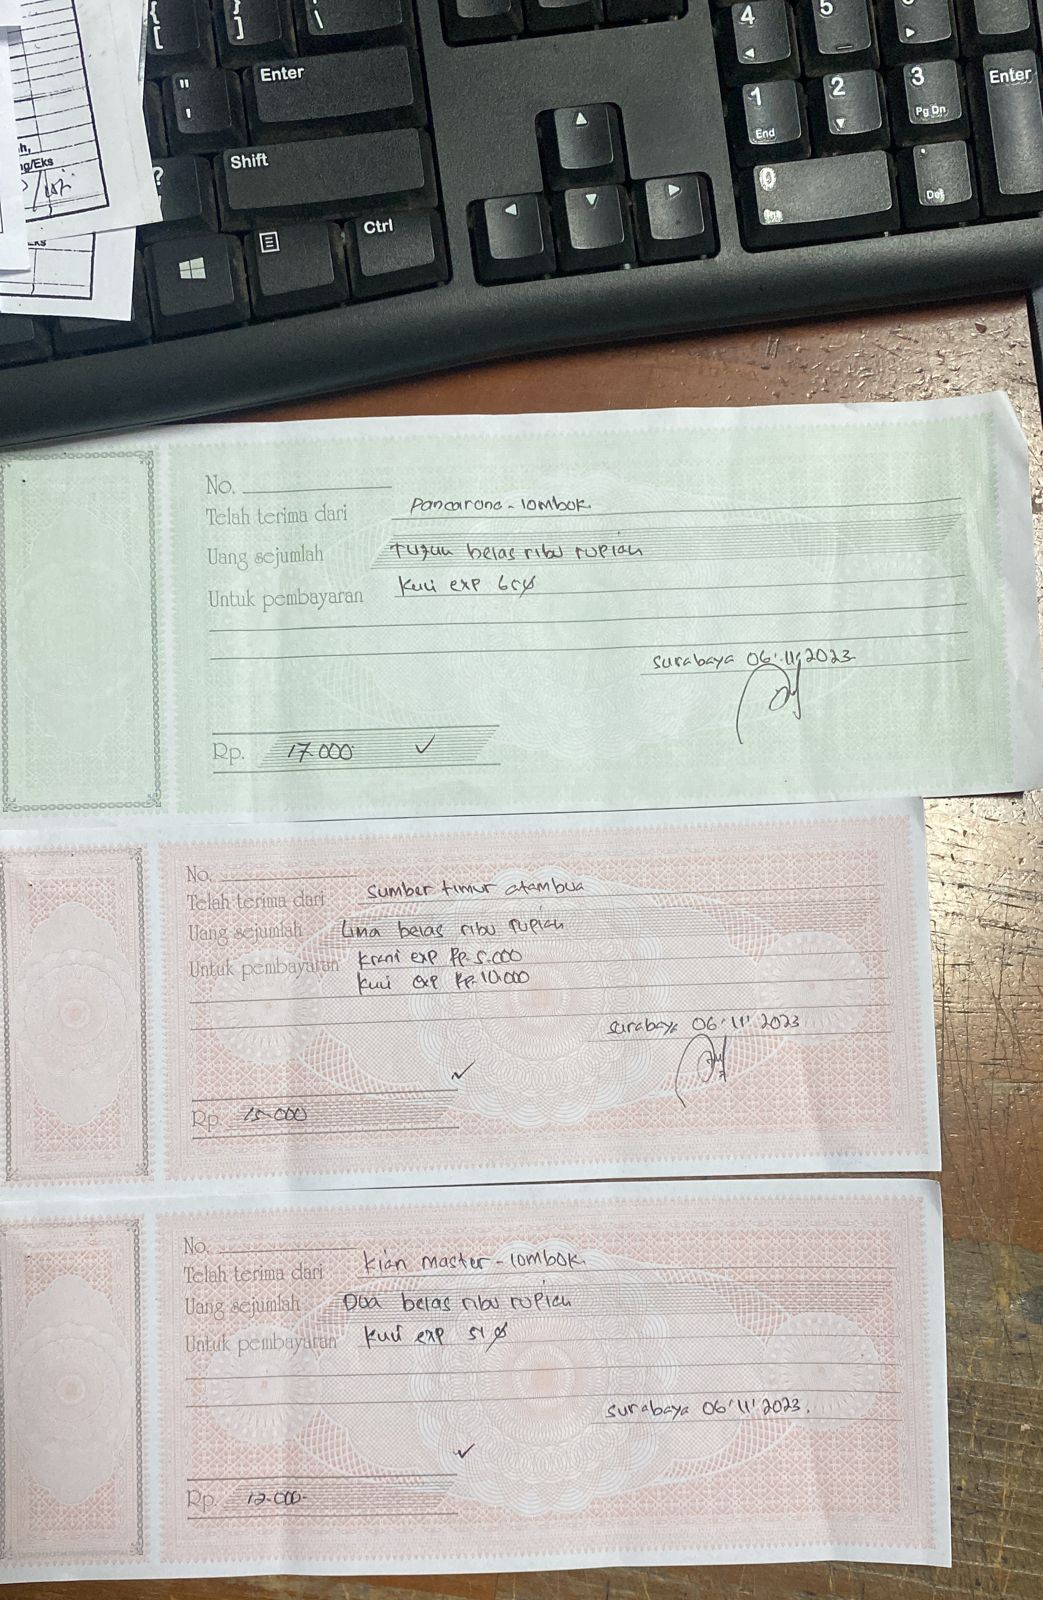 {
[
}
]
\
"
'
Enter
?
Shift
Ctrl
4
5
6
1
End
2
3
Pg Dn
Enter
0
Ins
.
Del
h,
g/Eks
No.
Telah terima dari Pancarona - lombok.
Uang sejumlah Tujuh belas ribu rupiah
Untuk pembayaran Kuli exp
Surabaya 06'11'2023
Rp. 17.000
No.
Telah terima dari Sumber timur atambua
Uang sejumlah Lima belas ribu rupiah
Untuk pembayaran Krani exp Rp. 5.000
Kuli exp Rp. 10.000
Surabaya 06'11'2023
Rp. 15.000
No.
Telah terima dari Kian master - lombok.
Uang sejumlah Dua belas ribu rupiah
Untuk pembayaran Kuli exp
Surabaya 06'11'2023.
Rp. 12.000-